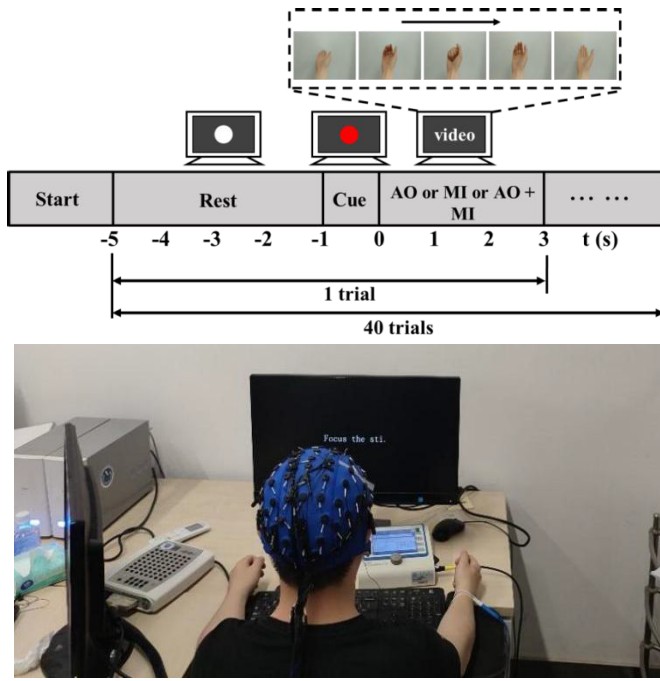 video
Start
Rest
Cue
AO or MI or AO +
MI
... ...
-5 -4 -3 -2 -1 0 1 2 3 t (s)
1 trial
40 trials
Focus the sti.